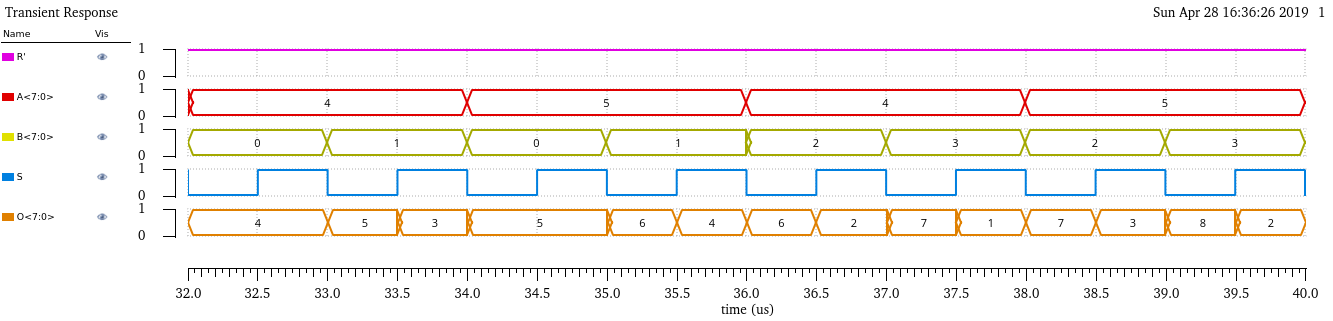 Transient Response
Sun Apr 28 16:36:26 2019 1
Name Vis
R' 1 0
A<7:0> 1 0 4 5 4 5
B<7:0> 1 0 0 1 0 1 2 3 2 3
S 1 0
O<7:0> 1 0 4 5 3 5 6 4 6 2 7 1 7 3 8 2
32.0 32.5 33.0 33.5 34.0 34.5 35.0 35.5 36.0 36.5 37.0 37.5 38.0 38.5 39.0 39.5 40.0
time (us)